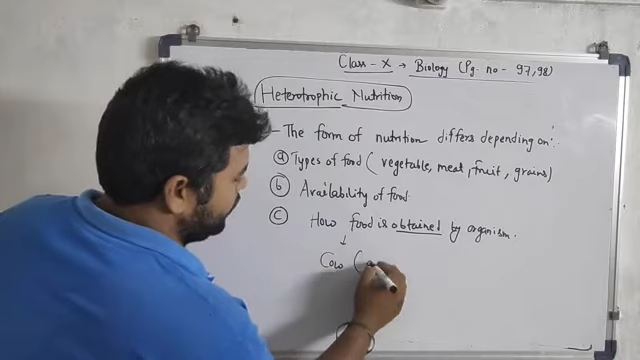 Class - X → Biology (Pg. no - 97,98)
Heterotrophic Nutrition
- The form of nutrition differs depending on :-
ⓐ Types of food ( vegetable, meat, fruit, grains)
ⓑ Availability of food
ⓒ How food is obtained by organism.
↓
Cow (